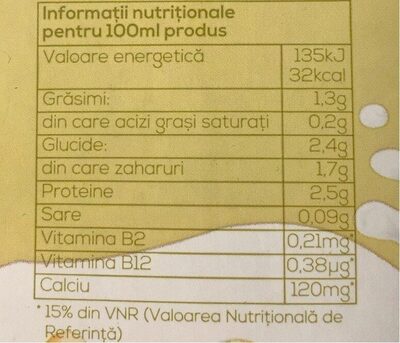 Informații nutriționale
pentru 100ml produs
Valoare energetică 135kJ
32kcal
Grăsimi: 1,3g
din care acizi grași saturați 0,2g
Glucide: 2,4g
din care zaharuri 1,7g
Proteine 2,5g
Sare 0,09g
Vitamina B2 0,21mg*
Vitamina B12 0,38µg*
Calciu 120mg*
* 15% din VNR (Valoarea Nutrițională de
Referință)